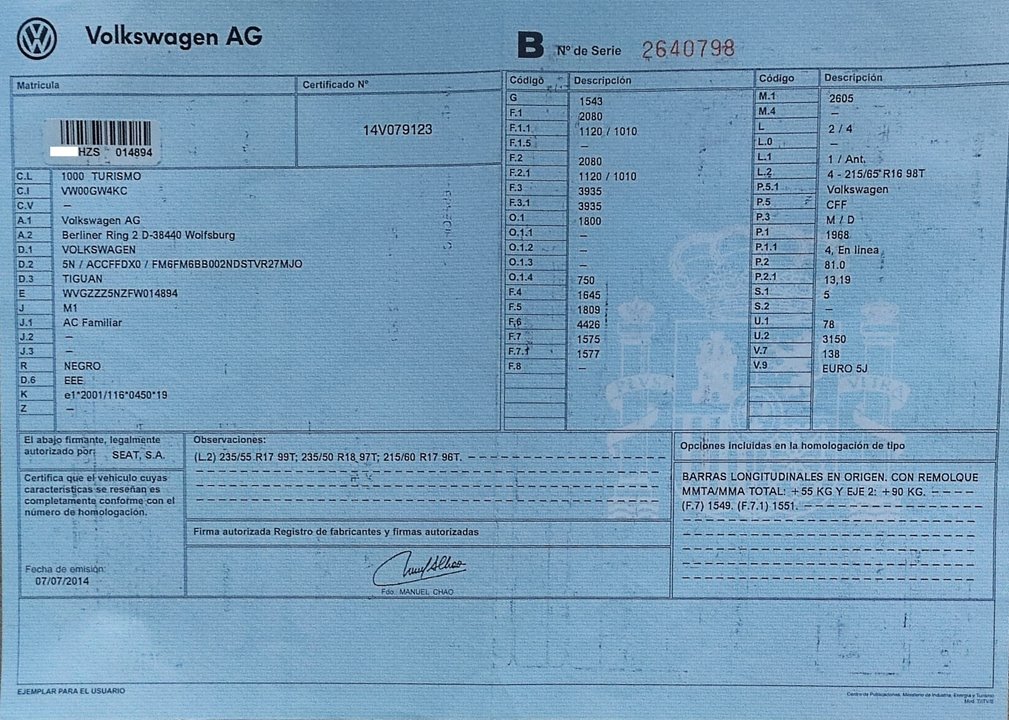 Volkswagen AG
B Nº de Serie 2640798
Matricula
Certificado Nº
HZS 014894
14V079123
C.L 1000 TURISMO
C.I VW00GW4KC
C.V –
A.1 Volkswagen AG
A.2 Berliner Ring 2 D-38440 Wolfsburg
D.1 VOLKSWAGEN
D.2 5N / ACCFFDX0 / FM6FM6BB002NDSTVR27MJO
D.3 TIGUAN
E WVGZZZ5NZFW014894
J M1
J.1 AC Familiar
J.2 –
J.3 –
R NEGRO
D.6 EEE
K e1*2001/116*0450*19
Z –
Código Descripción
G 1543
F.1 2080
F.1.1 1120 / 1010
F.1.5 –
F.2 2080
F.2.1 1120 / 1010
F.3 3935
F.3.1 3935
O.1 1800
O.1.1 –
O.1.2 –
O.1.3 –
O.1.4 750
F.4 1645
F.5 1809
F.6 4426
F.7 1575
F.7.1 1577
F.8 –
Código Descripción
M.1 2605
M.4 –
L 2 / 4
L.0 –
L.1 1 / Ant.
L.2 4 - 215/65 R16 98T
P.5.1 Volkswagen
P.5 CFF
P.3 M / D
P.1 1968
P.1.1 4, En linea
P.2 81.0
P.2.1 13,19
S.1 5
S.2 –
U.1 78
U.2 3150
V.7 138
V.9 EURO 5J
El abajo firmante, legalmente
autorizado por: SEAT, S.A.
Certifica que el vehículo cuyas
características se reseñan es
completamente conforme con el
número de homologación.
Fecha de emisión:
07/07/2014
Observaciones:
(L.2) 235/55 R17 99T; 235/50 R18 97T; 215/60 R17 96T.
Firma autorizada Registro de fabricantes y firmas autorizadas
Fdo. MANUEL CHAO
Opciones incluidas en la homologación de tipo
BARRAS LONGITUDINALES EN ORIGEN. CON REMOLQUE
MMTA/MMA TOTAL: +55 KG Y EJE 2: +90 KG.
(F.7) 1549. (F.7.1) 1551.
EJEMPLAR PARA EL USUARIO
Centro de Publicaciones. Ministerio de Industria, Energía y Turismo